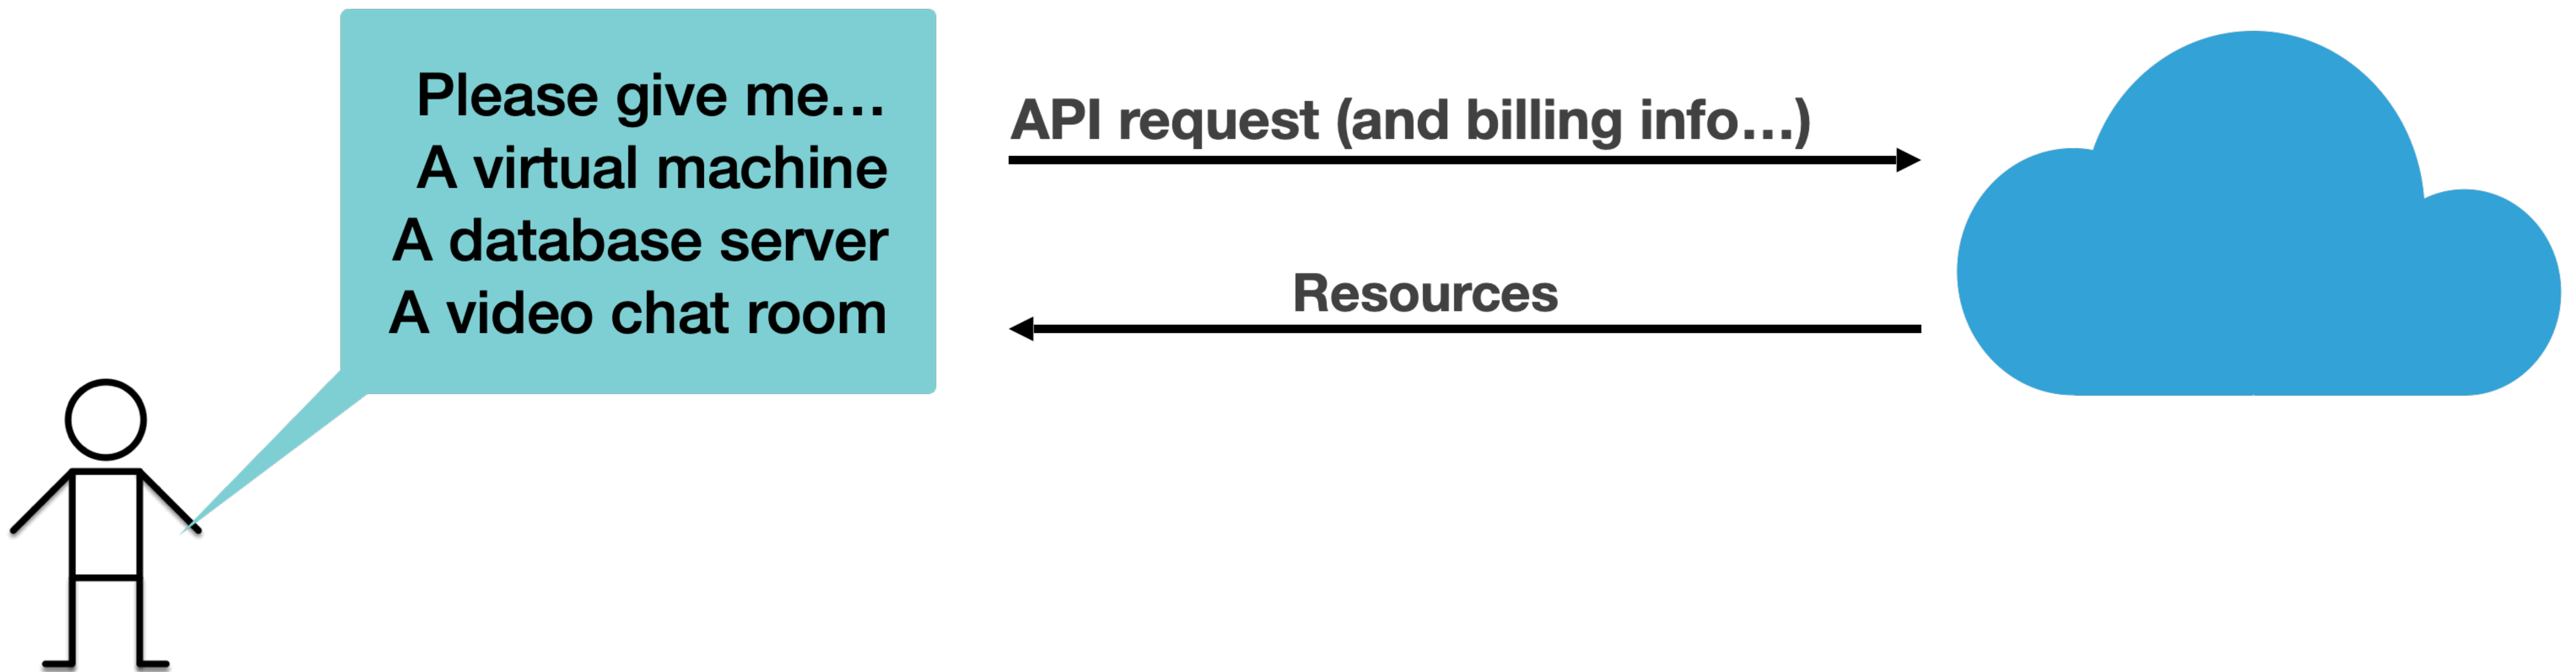 Please give me…
A virtual machine
A database server
A video chat room
API request (and billing info…)
Resources